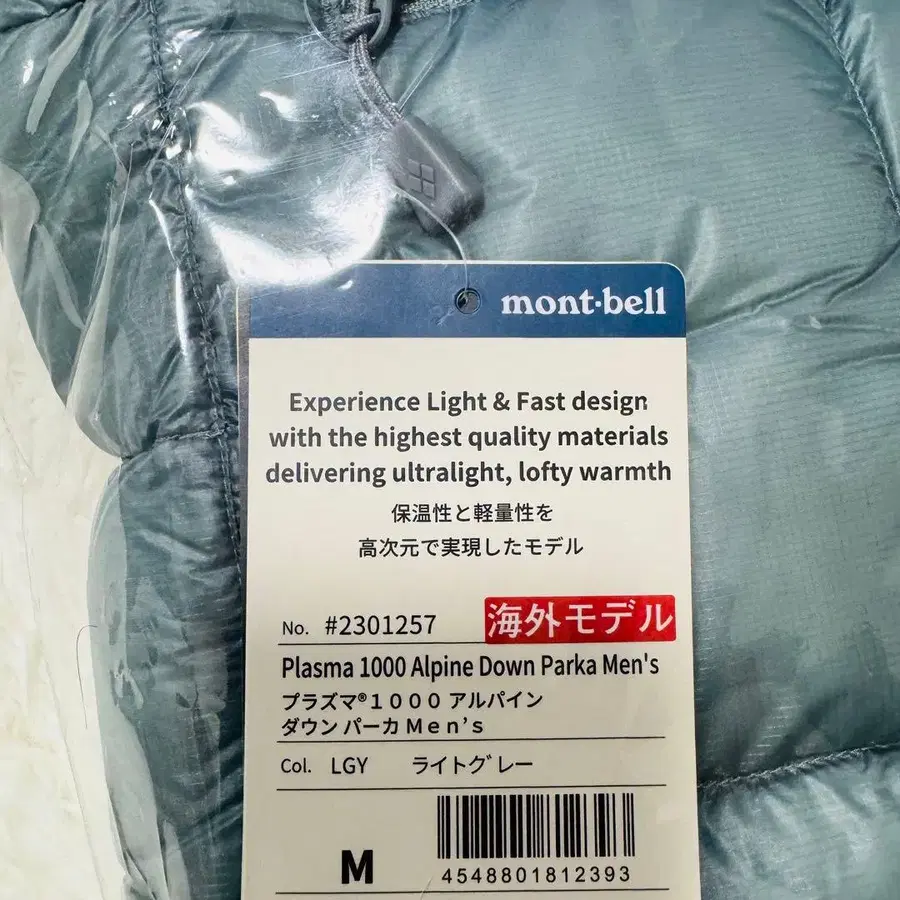 mont·bell
Experience Light & Fast design
with the highest quality materials
delivering ultralight, lofty warmth
保温性と軽量性を
高次元で実現したモデル
No. #2301257 海外モデル
Plasma 1000 Alpine Down Parka Men's
プラズマ®1000 アルパイン
ダウン パーカ Men's
Col. LGY ライトグレー
M
4548801812393